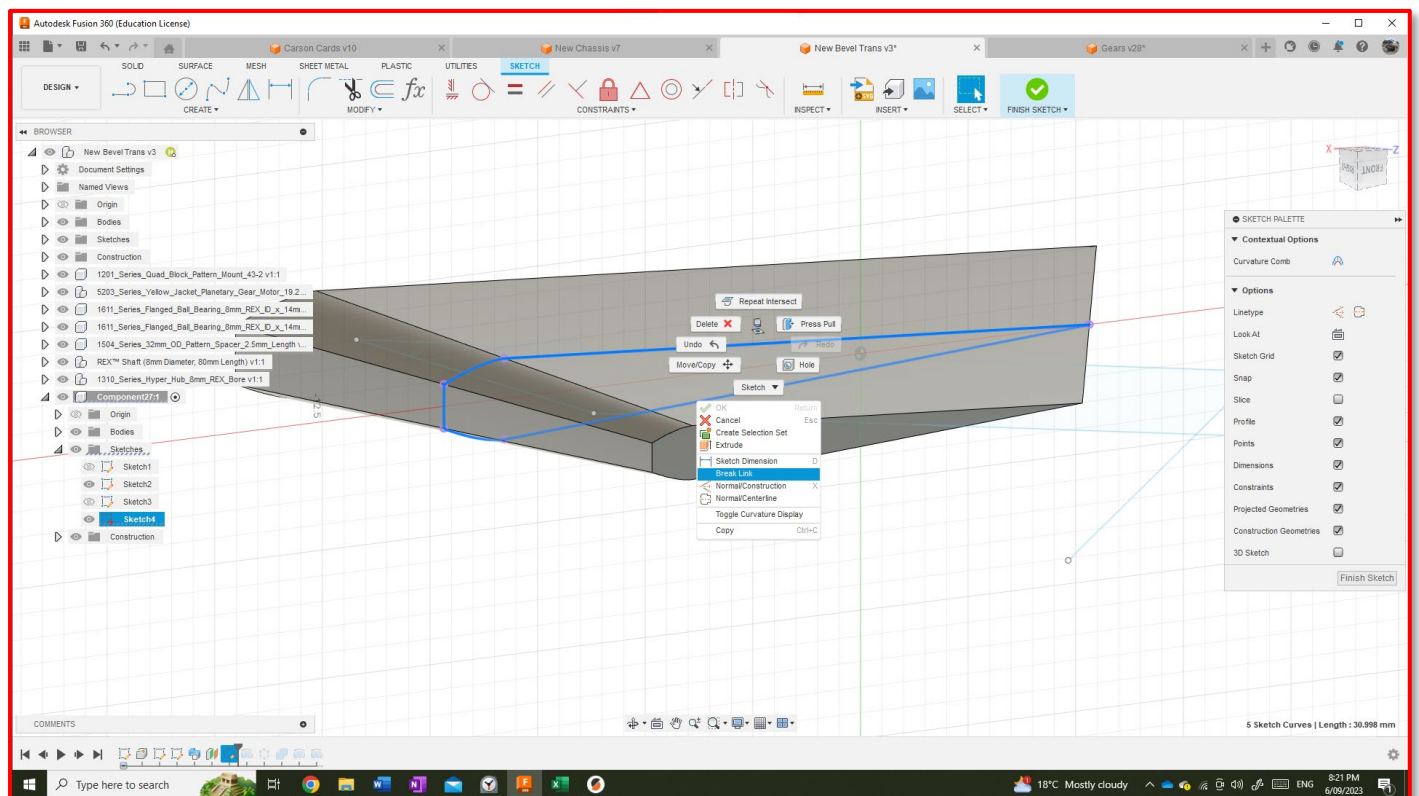 Autodesk Fusion 360 (Education License)
Carson Cards v10
New Chassis v7
New Bevel Trans v3*
Gears v28*
SOLID SURFACE MESH SHEET METAL PLASTIC UTILITIES SKETCH
DESIGN
fx
CREATE MODIFY CONSTRAINTS INSPECT INSERT SELECT FINISH SKETCH
BROWSER
New Bevel Trans v3
Document Settings
Named Views
Origin
Bodies
Sketches
Construction
1201_Series_Quad_Block_Pattern_Mount_43-2 v1:1
5203_Series_Yellow_Jacket_Planetary_Gear_Motor_19.2...
1611_Series_Flanged_Ball_Bearing_8mm_REX_ID_x_14m...
1611_Series_Flanged_Ball_Bearing_8mm_REX_ID_x_14m...
1504_Series_32mm_OD_Pattern_Spacer_2.5mm_Length v...
REX™ Shaft (8mm Diameter, 80mm Length) v1:1
1310_Series_Hyper_Hub_8mm_REX_Bore v1:1
Component27:1
Origin
Bodies
Sketches
Sketch1
Sketch2
Sketch3
Sketch4
Construction
12.5
Repeat Intersect
Delete Press Pull
Undo Redo
Move/Copy Hole
Sketch
OK Return
Cancel Esc
Create Selection Set
Extrude
Sketch Dimension D
Break Link
Normal/Construction X
Normal/Centerline
Toggle Curvature Display
Copy Ctrl+C
X Z
FRONT
SKETCH PALETTE
Contextual Options
Curvature Comb
Options
Linetype
Look At
Sketch Grid
Snap
Slice
Profile
Points
Dimensions
Constraints
Projected Geometries
Construction Geometries
3D Sketch
Finish Sketch
COMMENTS
5 Sketch Curves | Length : 30.998 mm
Type here to search
18°C Mostly cloudy
ENG
8:21 PM
6/09/2023